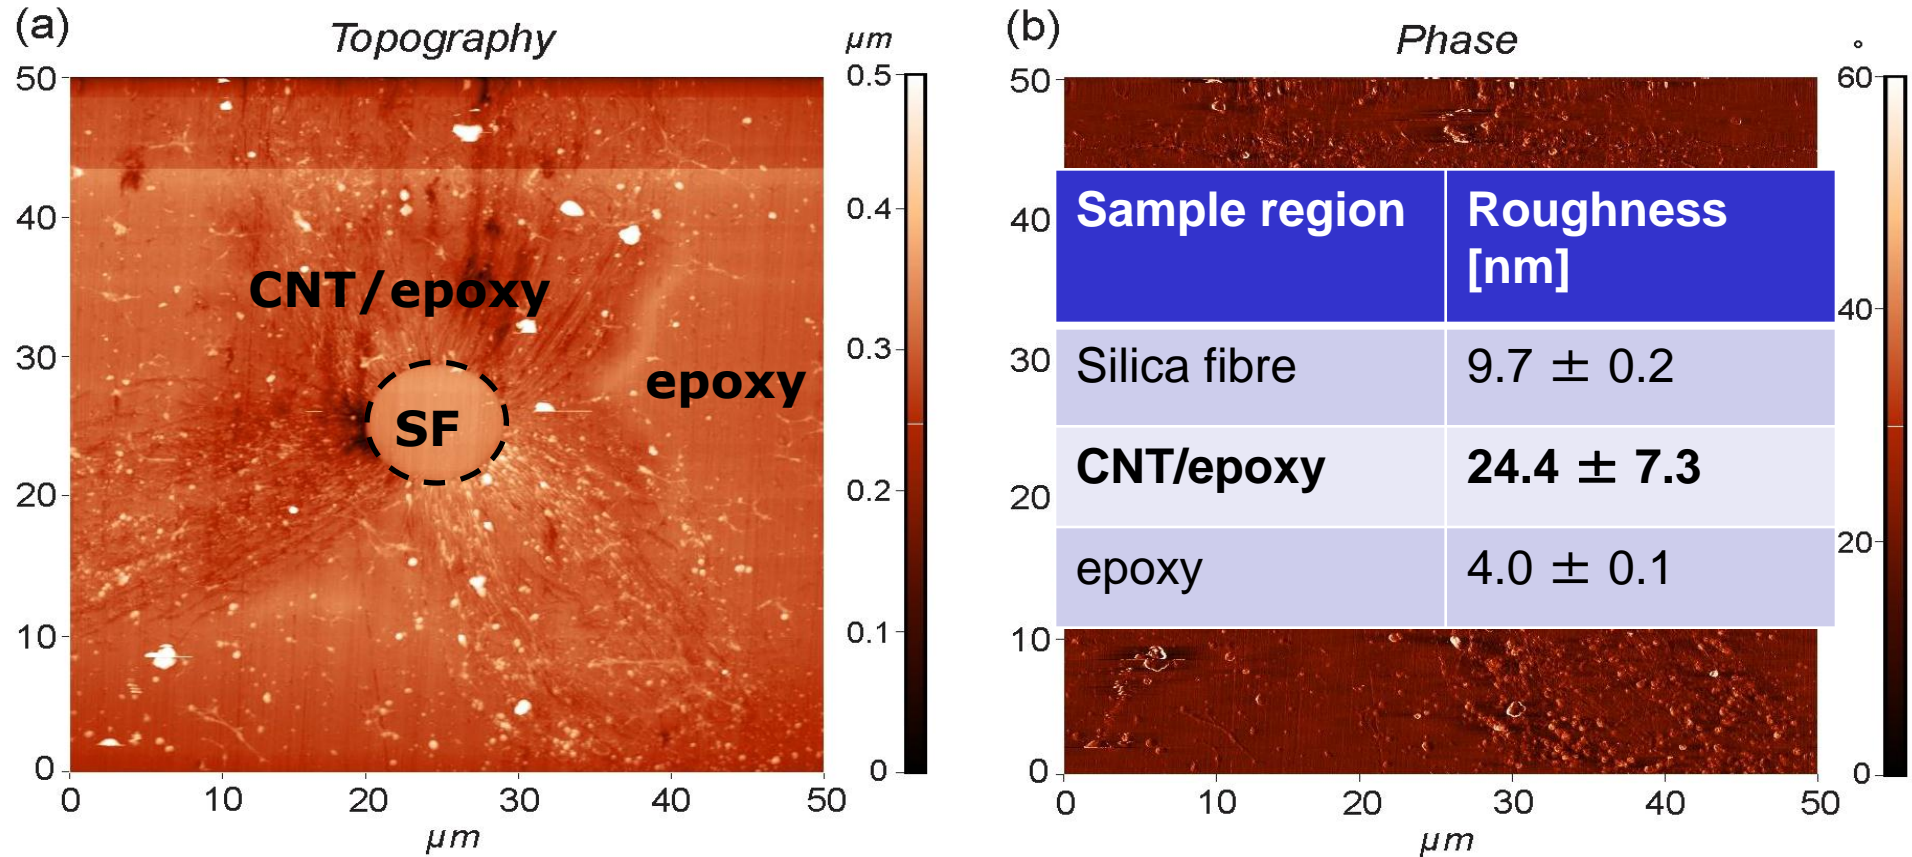 (a)
Topography
µm
0.5
0.4
0.3
0.2
0.1
0
50
40
30
20
10
0
CNT/epoxy
epoxy
SF
0 10 20 30 40 50
µm
(b)
Phase
°
60
40
20
0
50
40
30
20
10
0
Sample region
Roughness
[nm]
Silica fibre
9.7 ± 0.2
CNT/epoxy
24.4 ± 7.3
epoxy
4.0 ± 0.1
0 10 20 30 40 50
µm